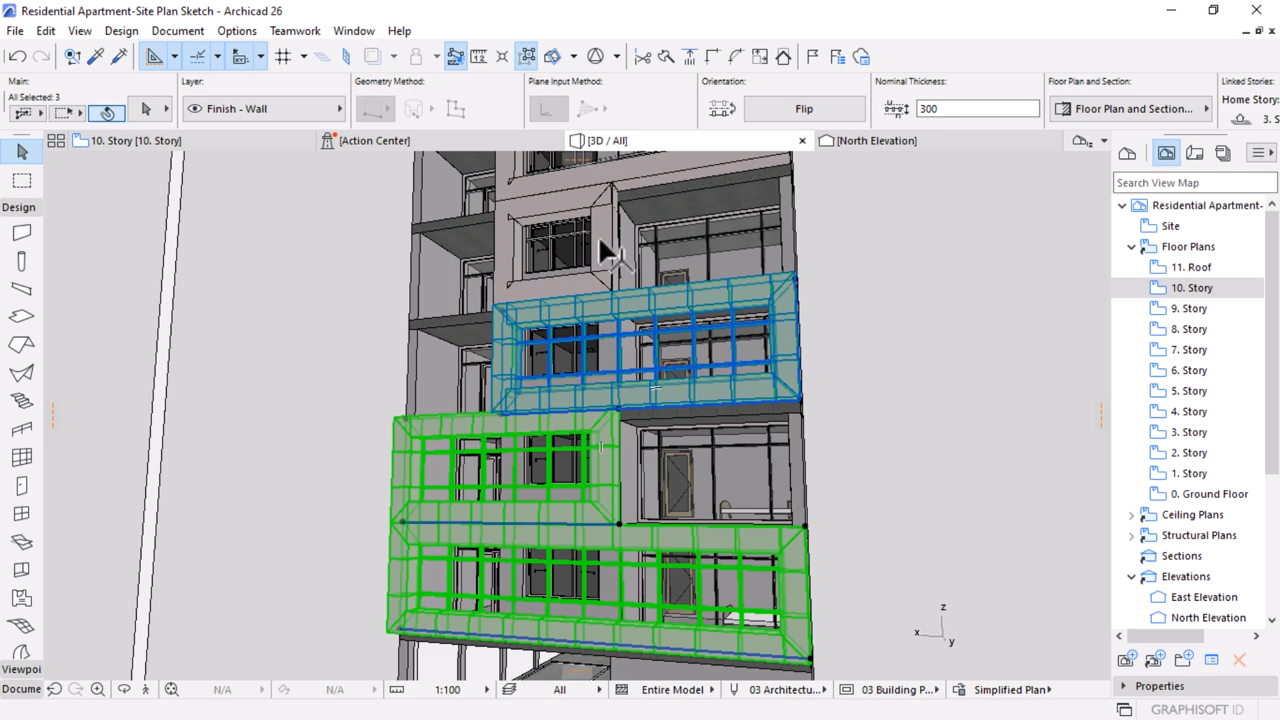 Residential Apartment-Site Plan Sketch - Archicad 26
File Edit View Design Document Options Teamwork Window Help
Main:
All Selected: 3
Layer:
Finish - Wall
Geometry Method:
Plane Input Method:
Orientation:
Flip
Nominal Thickness:
300
Floor Plan and Section:
Floor Plan and Section...
Linked Stories:
Home Story:
3. S
10. Story [10. Story]
[Action Center]
[3D / All]
[North Elevation]
Design
Viewpoi
Docume
Search View Map
Residential Apartment-
Site
Floor Plans
11. Roof
10. Story
9. Story
8. Story
7. Story
6. Story
5. Story
4. Story
3. Story
2. Story
1. Story
0. Ground Floor
Ceiling Plans
Structural Plans
Sections
Elevations
East Elevation
North Elevation
Properties
z
x
y
N/A
N/A
1:100
All
Entire Model
03 Architectu...
03 Building P...
Simplified Plan
GRAPHISOFT ID